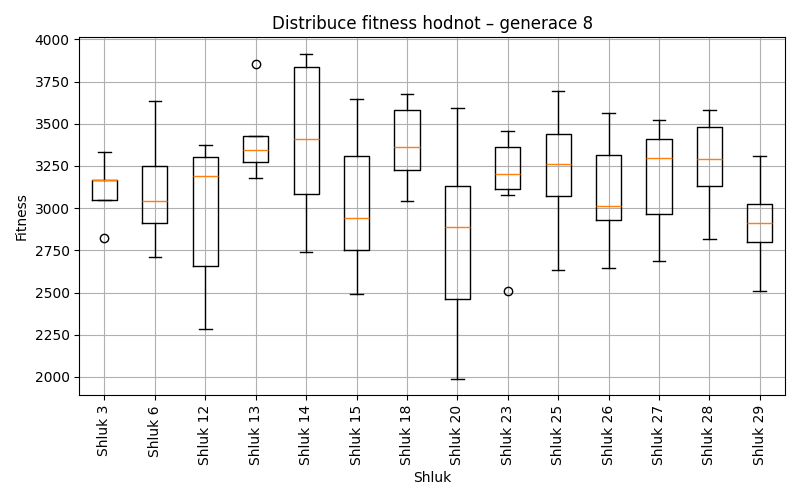 Distribuce fitness hodnot – generace 8
Fitness
4000
3750
3500
3250
3000
2750
2500
2250
2000
Shluk 3
Shluk 6
Shluk 12
Shluk 13
Shluk 14
Shluk 15
Shluk 18
Shluk 20
Shluk 23
Shluk 25
Shluk 26
Shluk 27
Shluk 28
Shluk 29
Shluk